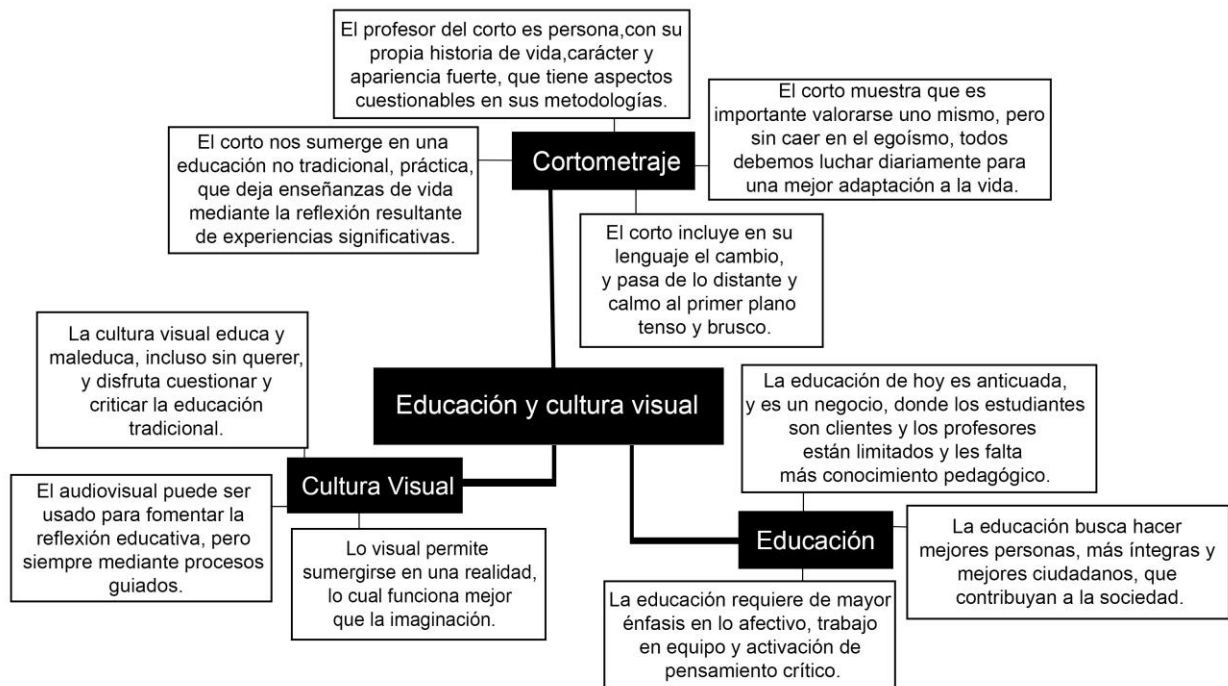 El profesor del corto es persona,con su
propia historia de vida,carácter y
apariencia fuerte, que tiene aspectos
cuestionables en sus metodologías.
El corto muestra que es
importante valorarse uno mismo, pero
sin caer en el egoísmo, todos
debemos luchar diariamente para
una mejor adaptación a la vida.
El corto nos sumerge en una
educación no tradicional, práctica,
que deja enseñanzas de vida
mediante la reflexión resultante
de experiencias significativas.
Cortometraje
El corto incluye en su
lenguaje el cambio,
y pasa de lo distante y
calmo al primer plano
tenso y brusco.
La cultura visual educa y
maleduca, incluso sin querer,
y disfruta cuestionar y
criticar la educación
tradicional.
Educación y cultura visual
La educación de hoy es anticuada,
y es un negocio, donde los estudiantes
son clientes y los profesores
están limitados y les falta
más conocimiento pedagógico.
Cultura Visual
El audiovisual puede ser
usado para fomentar la
reflexión educativa, pero
siempre mediante procesos
guiados.
Lo visual permite
sumergirse en una realidad,
lo cual funciona mejor
que la imaginación.
Educación
La educación busca hacer
mejores personas, más íntegras y
mejores ciudadanos, que
contribuyan a la sociedad.
La educación requiere de mayor
énfasis en lo afectivo, trabajo
en equipo y activación de
pensamiento crítico.